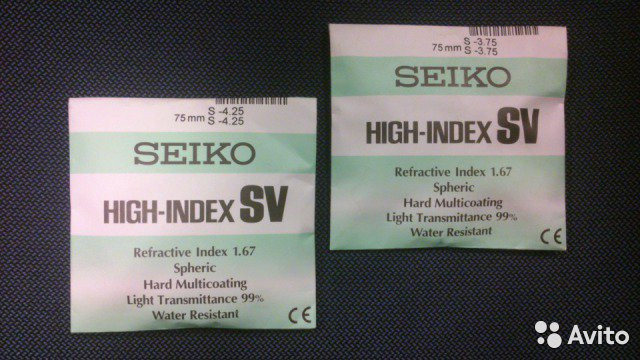 75mm S -4.25
S -4.25
SEIKO
HIGH-INDEX SV
Refractive Index 1.67
Spheric
Hard Multicoating
Light Transmittance 99%
Water Resistant
CE
75mm S -3.75
S -3.75
SEIKO
HIGH-INDEX SV
Refractive Index 1.67
Spheric
Hard Multicoating
Light Transmittance 99%
Water Resistant
CE
Avito